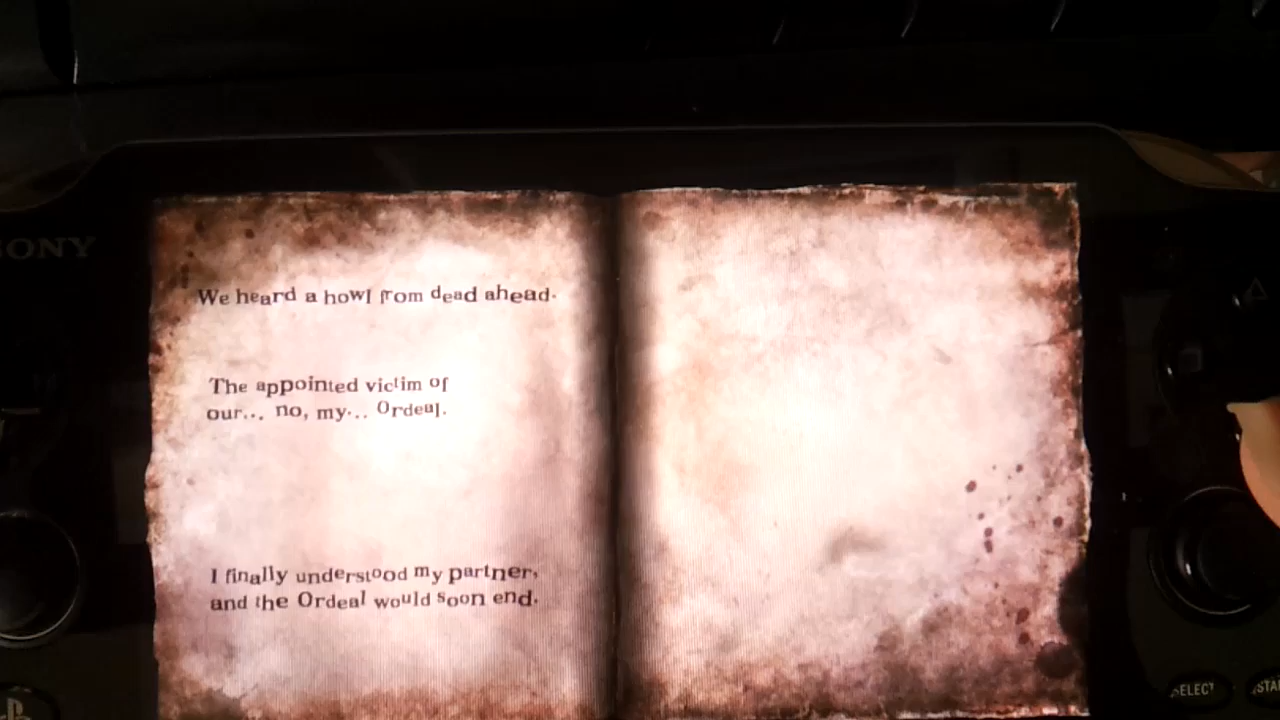 SONY
We heard a howl from dead ahead.
The appointed victim of
our... no, my... Ordeal.
I finally understood my partner,
and the Ordeal would soon end.
SELECT